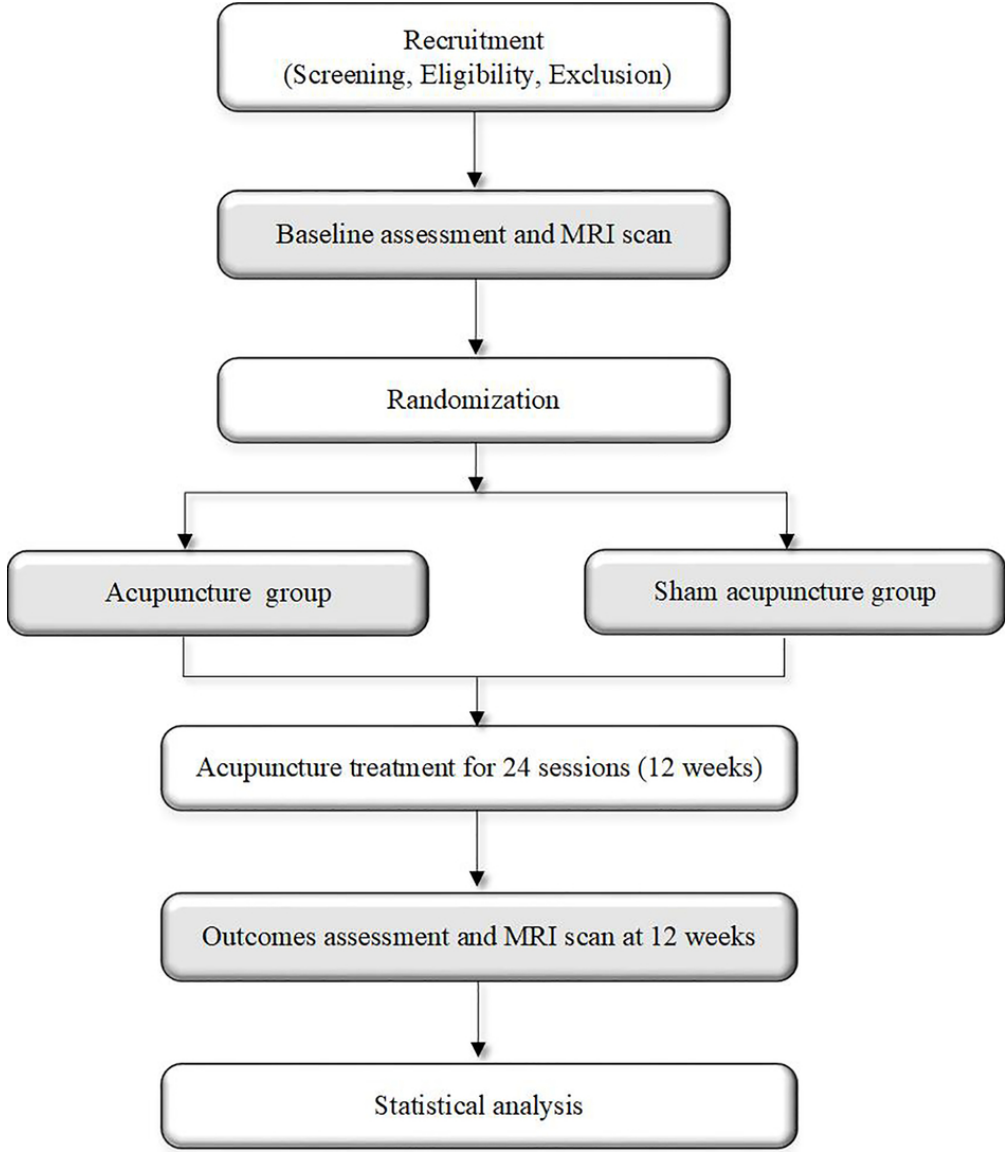 Recruitment
(Screening, Eligibility, Exclusion)
Baseline assessment and MRI scan
Randomization
Acupuncture group
Sham acupuncture group
Acupuncture treatment for 24 sessions (12 weeks)
Outcomes assessment and MRI scan at 12 weeks
Statistical analysis